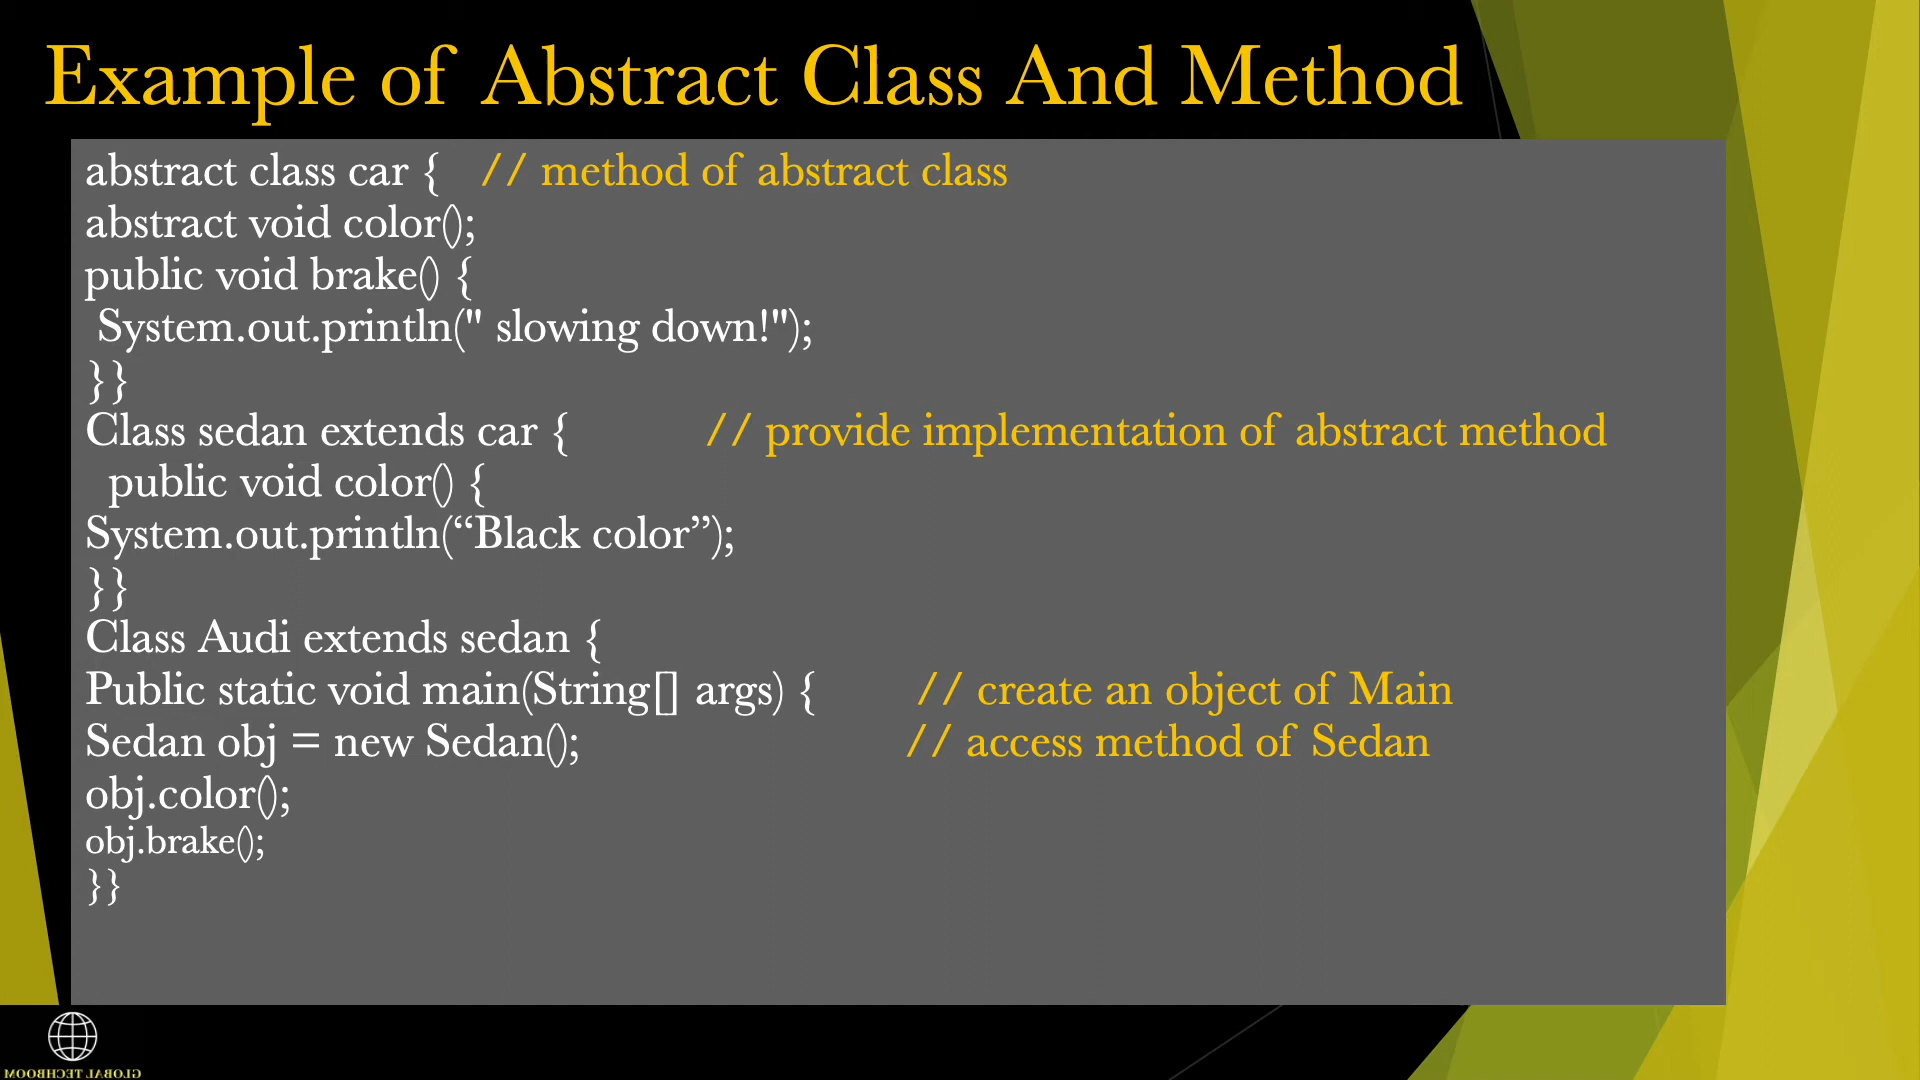 Example of Abstract Class And Method
abstract class car { // method of abstract class
abstract void color();
public void brake() {
System.out.println(" slowing down!");
}}
Class sedan extends car { // provide implementation of abstract method
public void color() {
System.out.println(“Black color”);
}}
Class Audi extends sedan {
Public static void main(String[] args) { // create an object of Main
Sedan obj = new Sedan(); // access method of Sedan
obj.color();
obj.brake();
}}
GLOBAL TECHBOOM